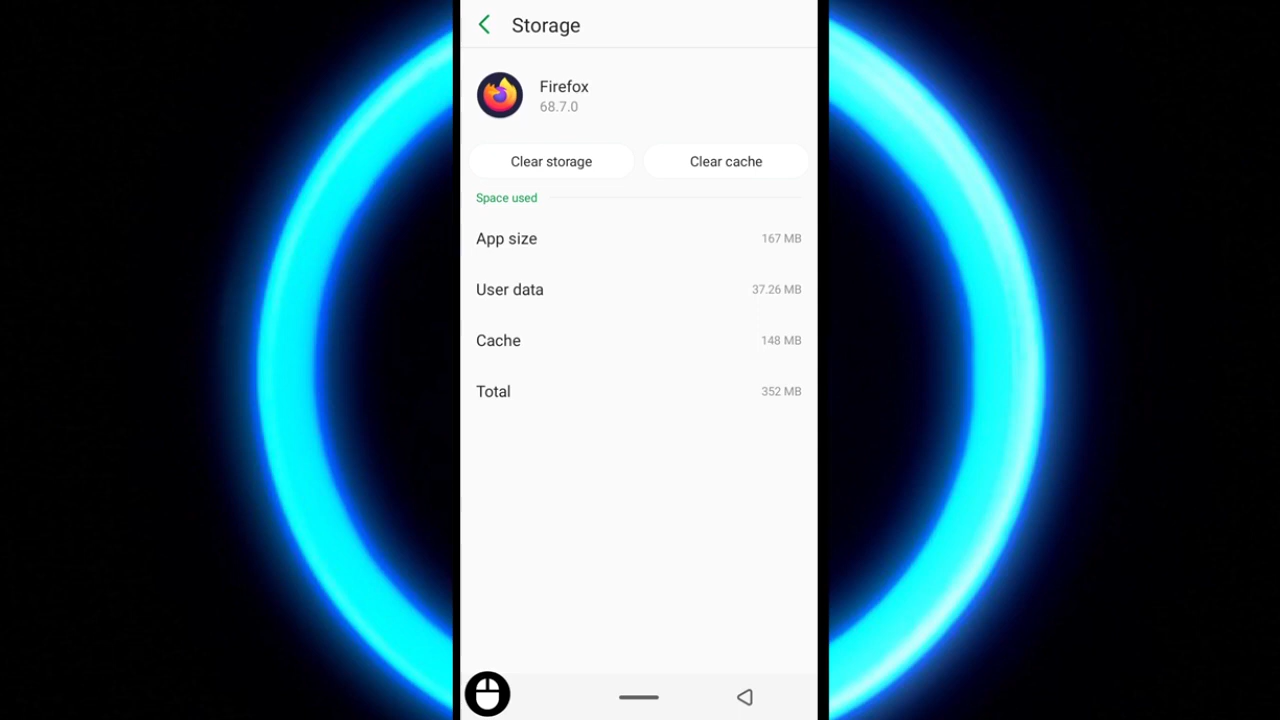 Storage
Firefox
68.7.0
Clear storage Clear cache
Space used
App size 167 MB
User data 37.26 MB
Cache 148 MB
Total 352 MB